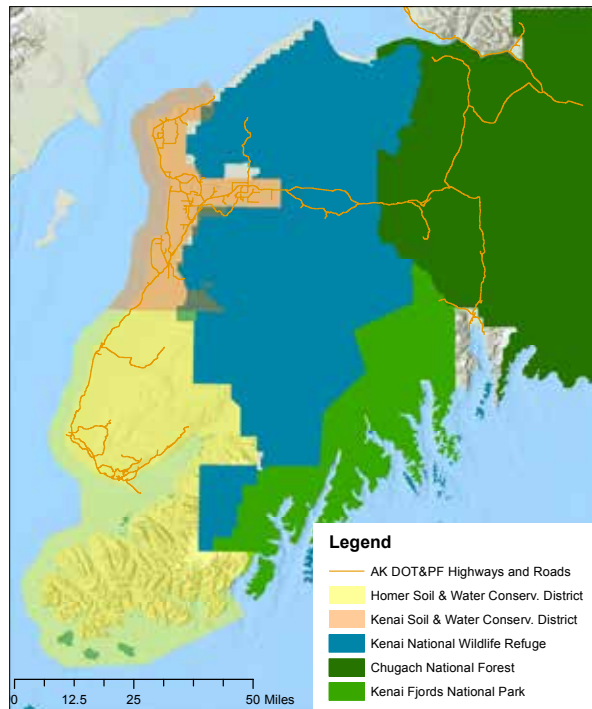 Legend
AK DOT&PF Highways and Roads
Homer Soil & Water Conserv. District
Kenai Soil & Water Conserv. District
Kenai National Wildlife Refuge
Chugach National Forest
Kenai Fjords National Park
0 12.5 25 50 Miles